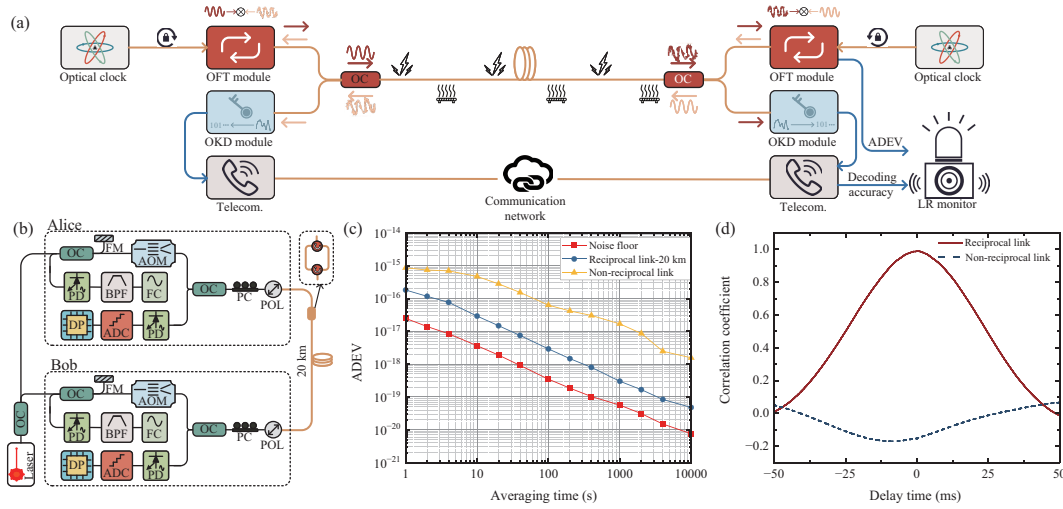 (a)
Optical clock
OFT module
OC
OC
OFT module
Optical clock
101··· ← 
OKD module
→ 101···
OKD module
ADEV
Telecom.
Communication
network
Telecom.
Decoding
accuracy
LR monitor
(b)
Alice
OC
FM
AOM
PD
BPF
FC
OC
PC
POL
DP
ADC
PD
20 km
Bob
OC
FM
AOM
OC
PD
BPF
FC
OC
PC
POL
Laser
DP
ADC
PD
(c)
Noise floor
Reciprocal link-20 km
Non-reciprocal link
10⁻¹⁴
10⁻¹⁵
10⁻¹⁶
10⁻¹⁷
10⁻¹⁸
10⁻¹⁹
10⁻²⁰
10⁻²¹
ADEV
1 10 100 1000 10000
Averaging time (s)
(d)
Reciprocal link
Non-reciprocal link
1.0
0.8
0.6
0.4
0.2
0.0
−0.2
Correlation coefficient
−50 −25 0 25 50
Delay time (ms)